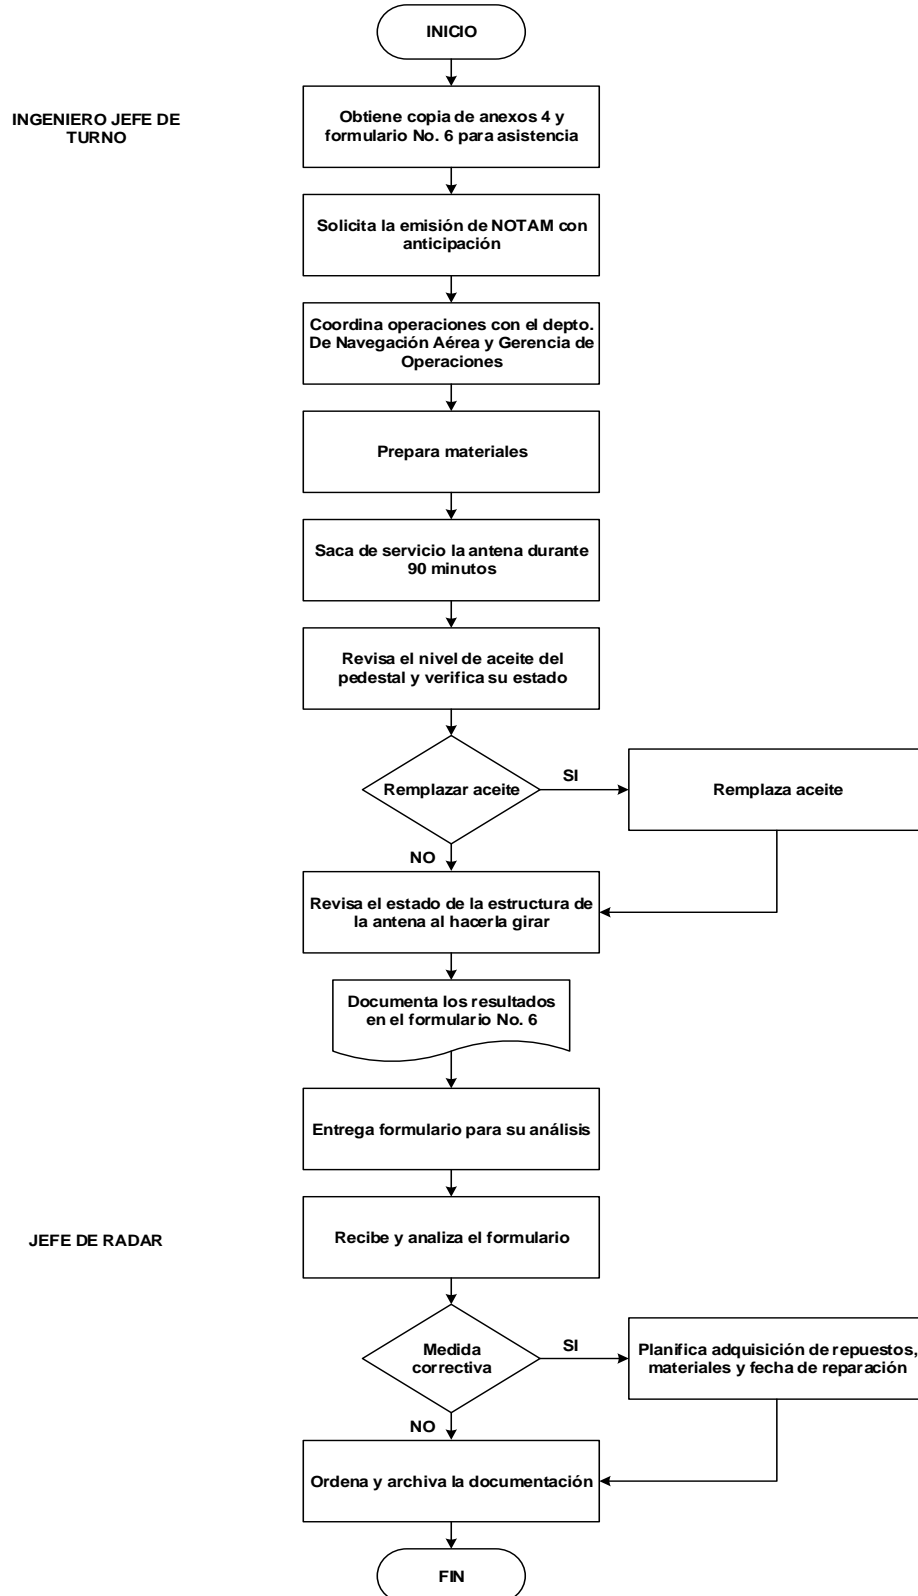 INICIO
INGENIERO JEFE DE
TURNO
Obtiene copia de anexos 4 y
formulario No. 6 para asistencia
Solicita la emisión de NOTAM con
anticipación
Coordina operaciones con el depto.
De Navegación Aérea y Gerencia de
Operaciones
Prepara materiales
Saca de servicio la antena durante
90 minutos
Revisa el nivel de aceite del
pedestal y verifica su estado
Remplazar aceite
SI
Remplaza aceite
NO
Revisa el estado de la estructura de
la antena al hacerla girar
Documenta los resultados
en el formulario No. 6
Entrega formulario para su análisis
JEFE DE RADAR
Recibe y analiza el formulario
Medida
correctiva
SI
Planifica adquisición de repuestos,
materiales y fecha de reparación
NO
Ordena y archiva la documentación
FIN